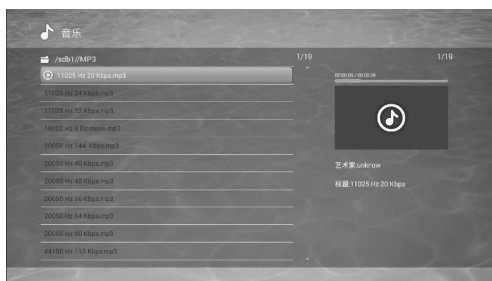 音乐
/sdb1//MP3
1/19
1/19
11025 Hz 20 Kbps.mp3
11025 Hz 24 Kbps.mp3
11025 Hz 32 Kbps.mp3
16000 Hz 8 Bit mono.mp3
20050 Hz 144. Kbps.mp3
20050 Hz 40 Kbps.mp3
20050 Hz 48 Kbps.mp3
20050 Hz 56 Kbps.mp3
20050 Hz 64 Kbps.mp3
20050 Hz 80 Kbps.mp3
44100 Hz 112 Kbps.mp3
艺术家:unknow
标题:11025 Hz 20 Kbps